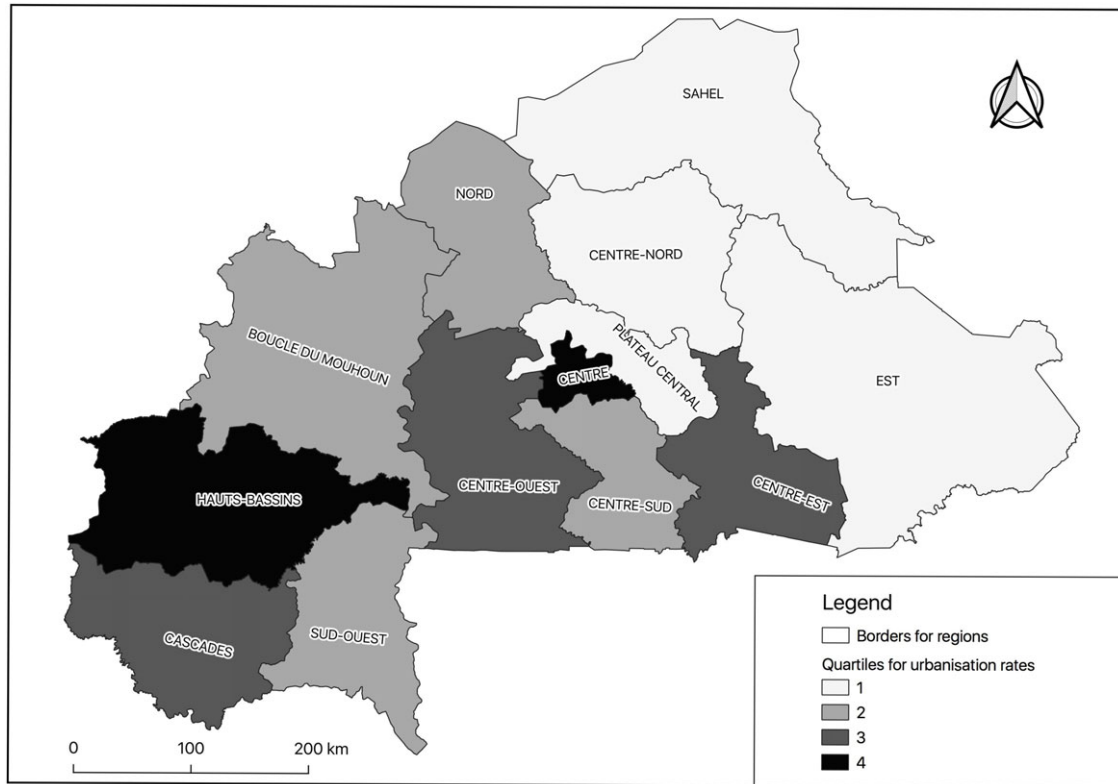 SAHEL
NORD
CENTRE-NORD
BOUCLE DU MOUHOUN
PLATEAU CENTRAL
CENTRE
EST
HAUTS-BASSINS
CENTRE-OUEST
CENTRE-SUD
CENTRE-EST
CASCADES
SUD-OUEST
Legend
Borders for regions
Quartiles for urbanisation rates
1
2
3
4
0 100 200 km